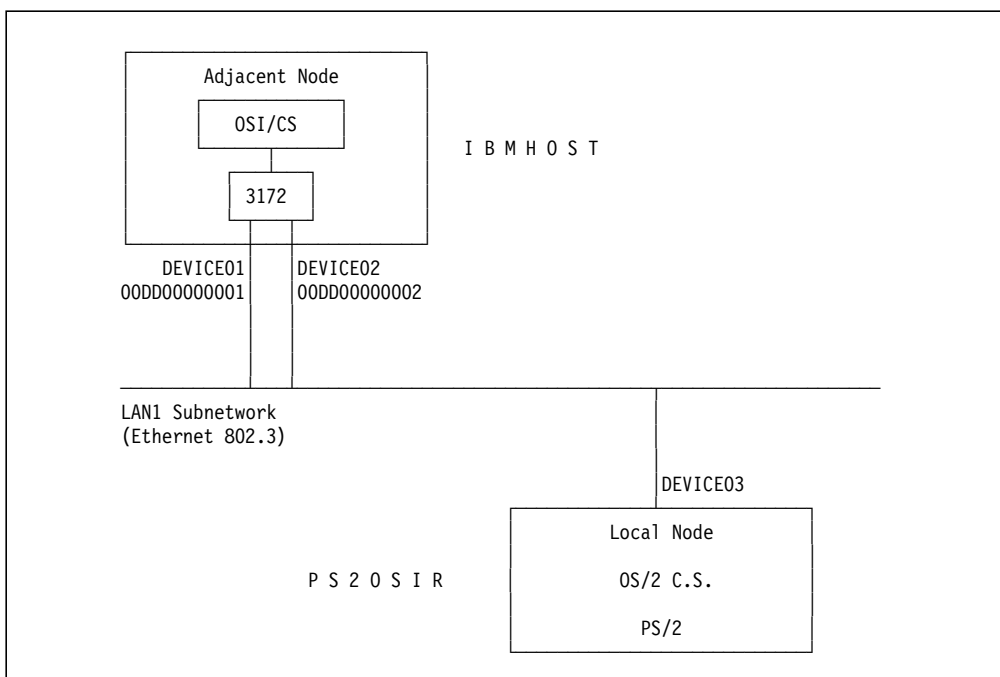 Adjacent Node
OSI/CS
I B M H O S T
3172
DEVICE01 DEVICE02
00DD00000001 00DD00000002
LAN1 Subnetwork
(Ethernet 802.3)
DEVICE03
Local Node
P S 2 O S I R OS/2 C.S.
PS/2